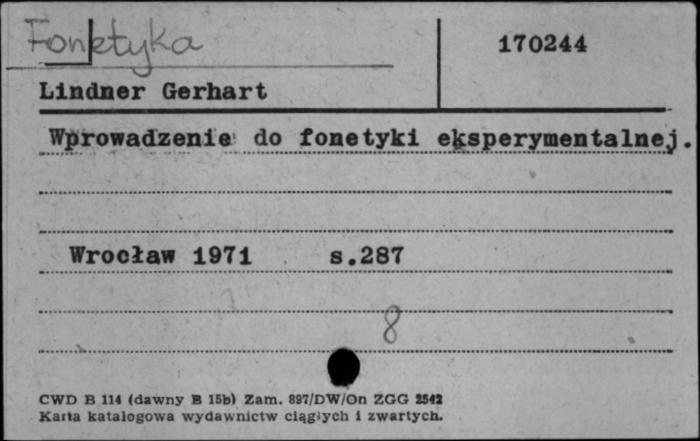 Fonetyka
170244
Lindner Gerhart
Wprowadzenie do fonetyki eksperymentalnej.
Wrocław 1971 s.287
8
CWD B 114 (dawny B 15b) Zam. 897/DW/On ZGG 2542
Karta katalogowa wydawnictw ciągłych i zwartych.